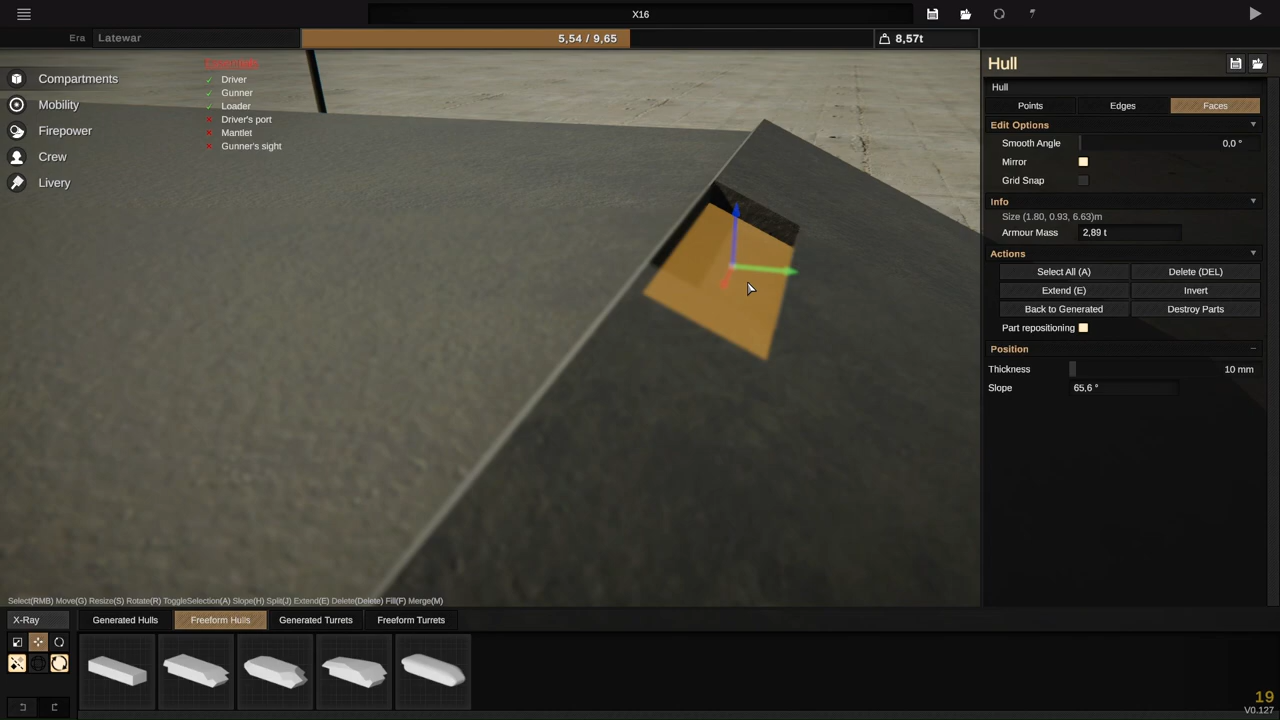 X16
Era Latewar
5,54 / 9,65
8,57t
Compartments
Mobility
Firepower
Crew
Livery
Driver
Gunner
Loader
Driver's port
Mantlet
Gunner's sight
Hull
Hull
Points Edges Faces
Edit Options
Smooth Angle 0.0 °
Mirror
Grid Snap
Info
Size (1.80, 0.93, 6.63)m
Armour Mass 2,89 t
Actions
Select All (A) Delete (DEL)
Extend (E) Invert
Back to Generated Destroy Parts
Part repositioning
Position
Thickness 10 mm
Slope 65,6 °
Select(RMB) Move(G) Resize(S) Rotate(R) ToggleSelection(A) Slope(H) Split(J) Extend(E) Delete(Delete) Fill(F) Merge(M)
X-Ray
Generated Hulls Freeform Hulls Generated Turrets Freeform Turrets
19
V0.127